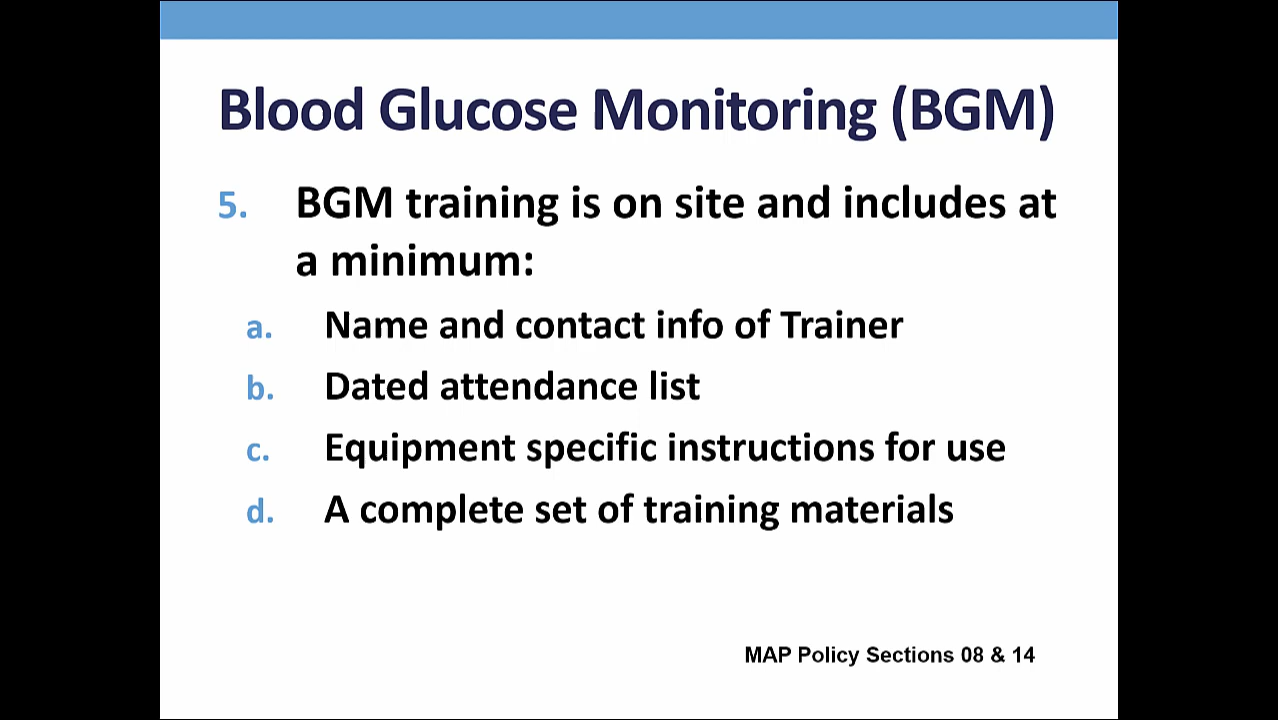 Blood Glucose Monitoring (BGM)
5. BGM training is on site and includes at
a minimum:
a. Name and contact info of Trainer
b. Dated attendance list
c. Equipment specific instructions for use
d. A complete set of training materials
MAP Policy Sections 08 & 14